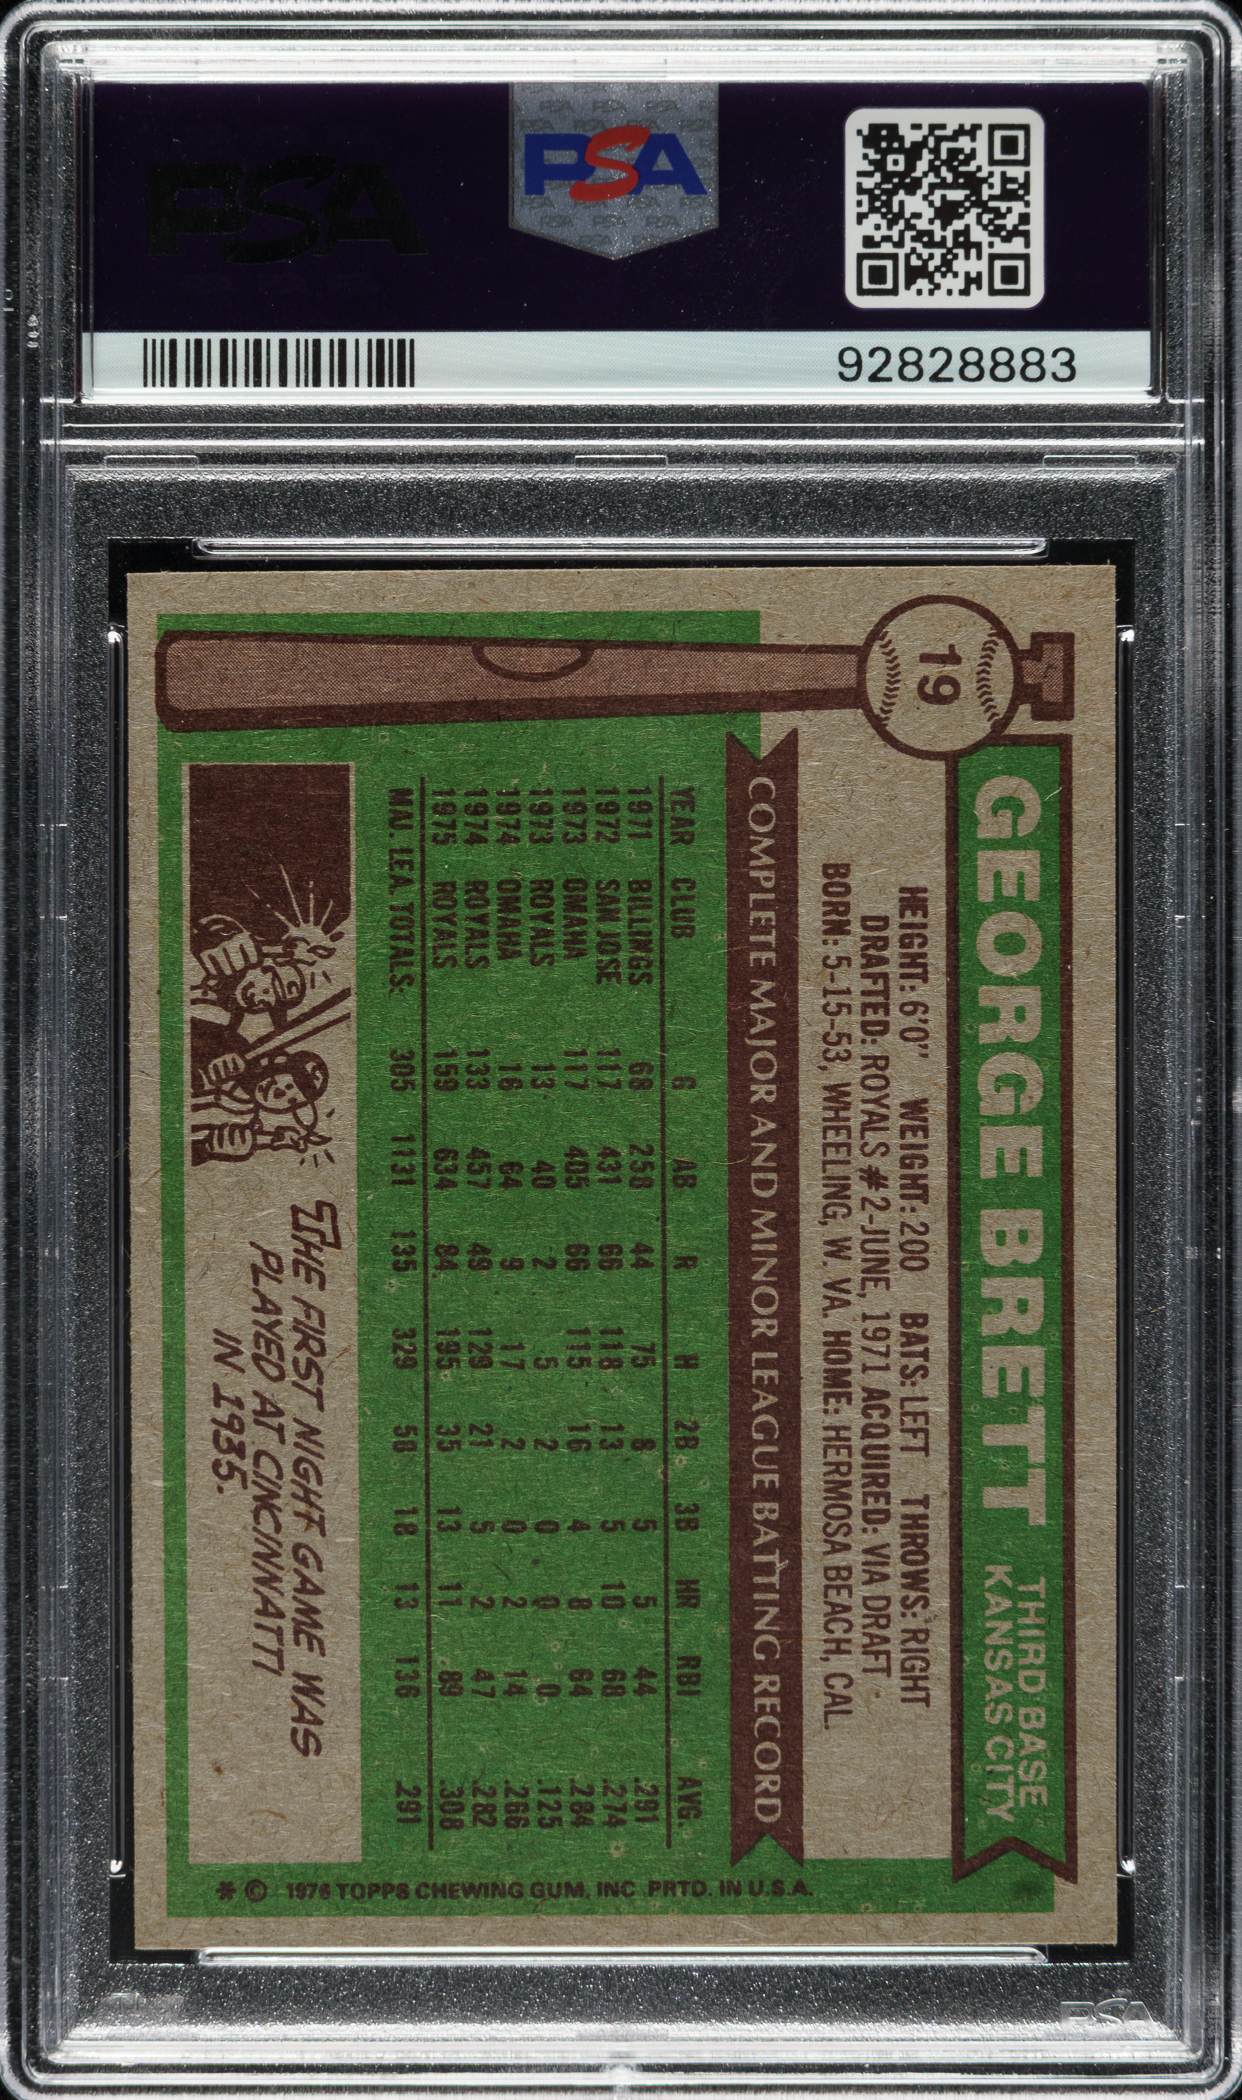 PSA
PSA
92828883
19
GEORGE BRETT
THIRD BASE
KANSAS CITY
HEIGHT: 6'0" WEIGHT: 200 BATS: LEFT THROWS: RIGHT
DRAFTED: ROYALS #2-JUNE, 1971 ACQUIRED: VIA DRAFT
BORN: 5-15-53, WHEELING, W. VA. HOME: HERMOSA BEACH, CAL.
COMPLETE MAJOR AND MINOR LEAGUE BATTING RECORD
YEAR CLUB G AB R H 2B 3B HR RBI AVG.
1971 BILLINGS 68 258 44 75 8 5 5 44 .291
1972 SAN JOSE 117 431 66 118 13 5 10 68 .274
1973 OMAHA 117 405 66 115 16 4 8 64 .284
1973 ROYALS 13 40 2 5 2 0 0 0 .125
1974 OMAHA 16 64 9 17 2 0 2 14 .266
1974 ROYALS 133 457 49 129 21 5 2 47 .282
1975 ROYALS 159 634 84 195 35 13 11 89 .308
MAJ. LEA. TOTALS 305 1131 135 329 58 18 13 136 .291
THE FIRST NIGHT GAME WAS
PLAYED AT CINCINNATTI
IN 1935.
* © 1976 TOPPS CHEWING GUM, INC. PRTD. IN U.S.A.
PSA